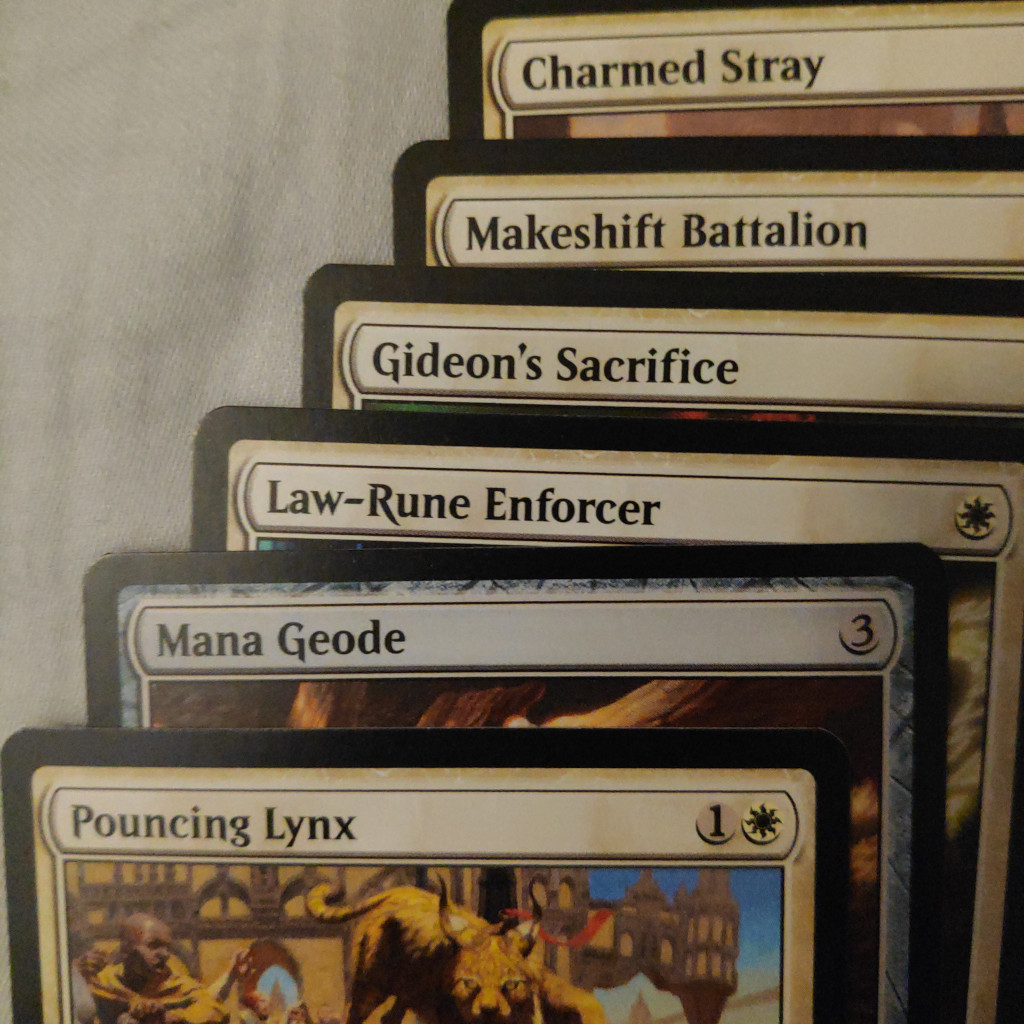 Charmed Stray
Makeshift Battalion
Gideon's Sacrifice
Law-Rune Enforcer
Mana Geode 3
Pouncing Lynx 1